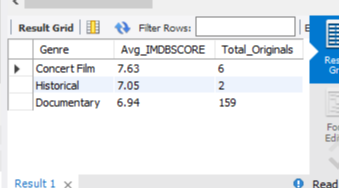 Result Grid Filter Rows:
Genre Avg_IMDBSCORE Total_Originals
Concert Film 7.63 6
Historical 7.05 2
Documentary 6.94 159
Result 1 ×